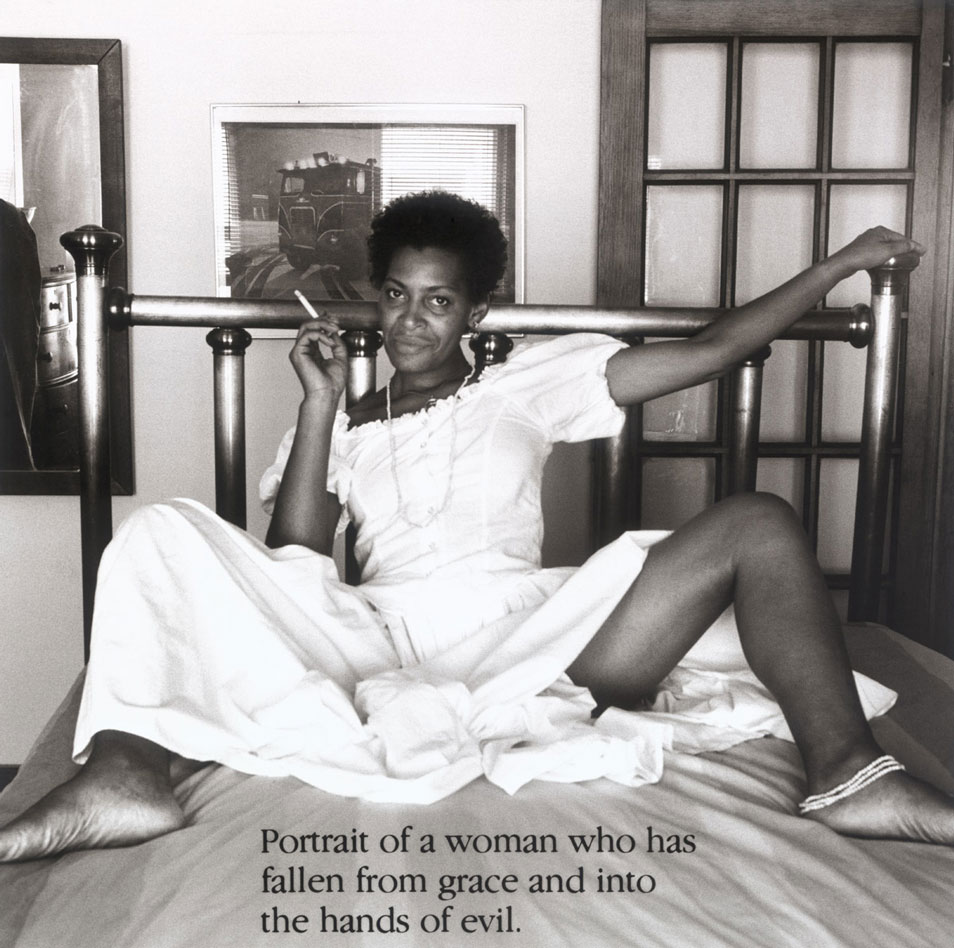 Portrait of a woman who has
fallen from grace and into
the hands of evil.